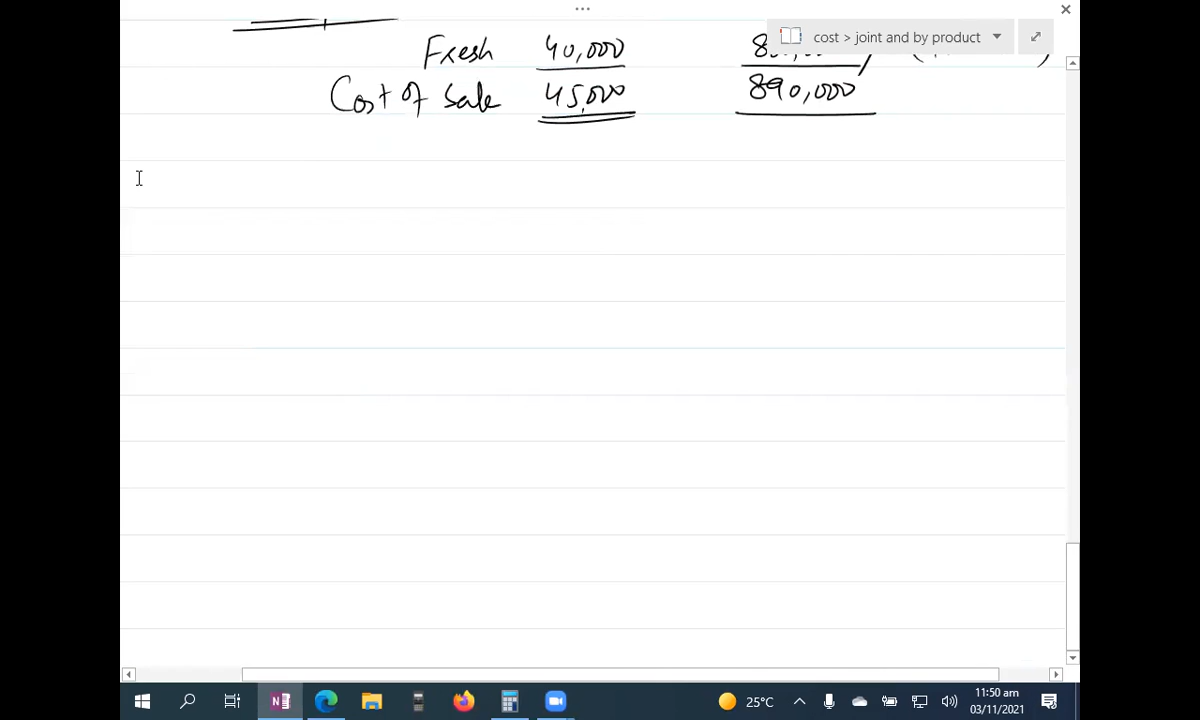 cost > joint and by product
Fresh 40,000
Cost of Sale 45,000 890,000
25°C
11:50 am
03/11/2021